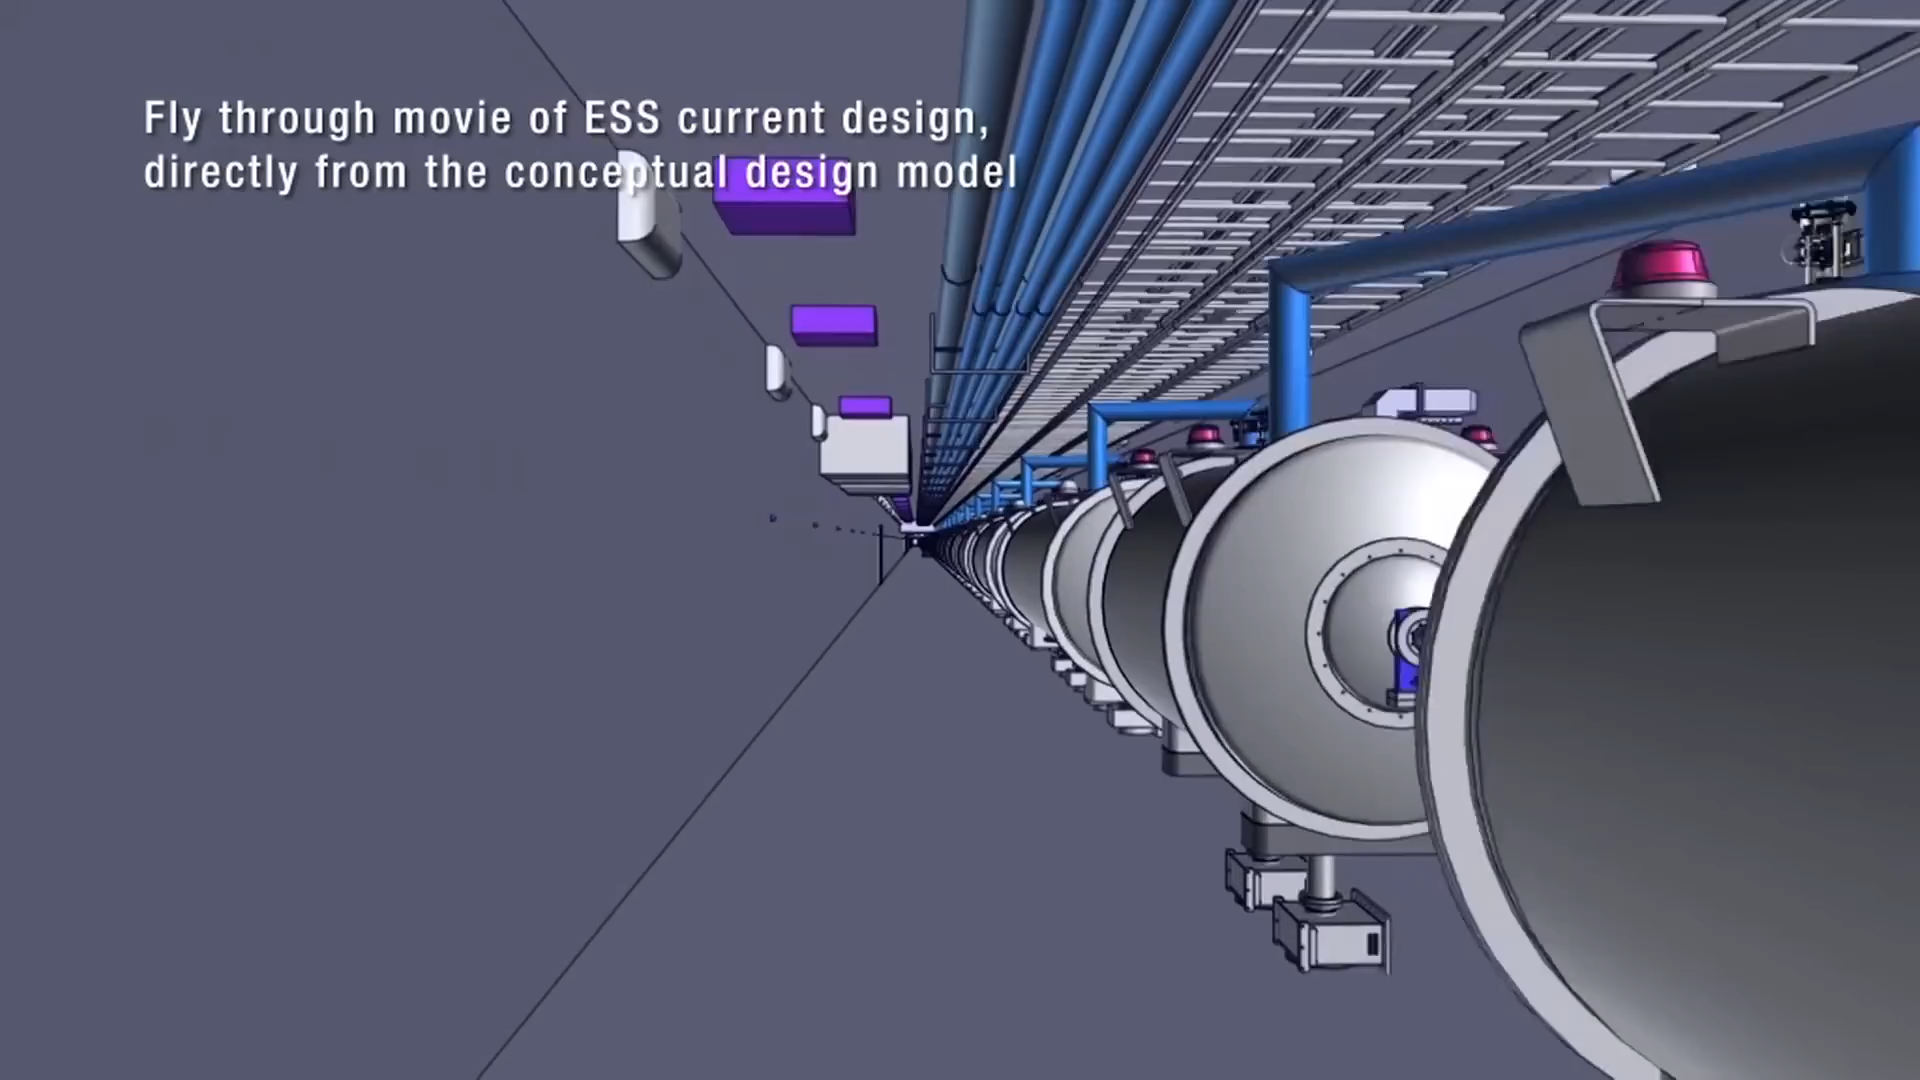 Fly through movie of ESS current design,
directly from the conceptual design model